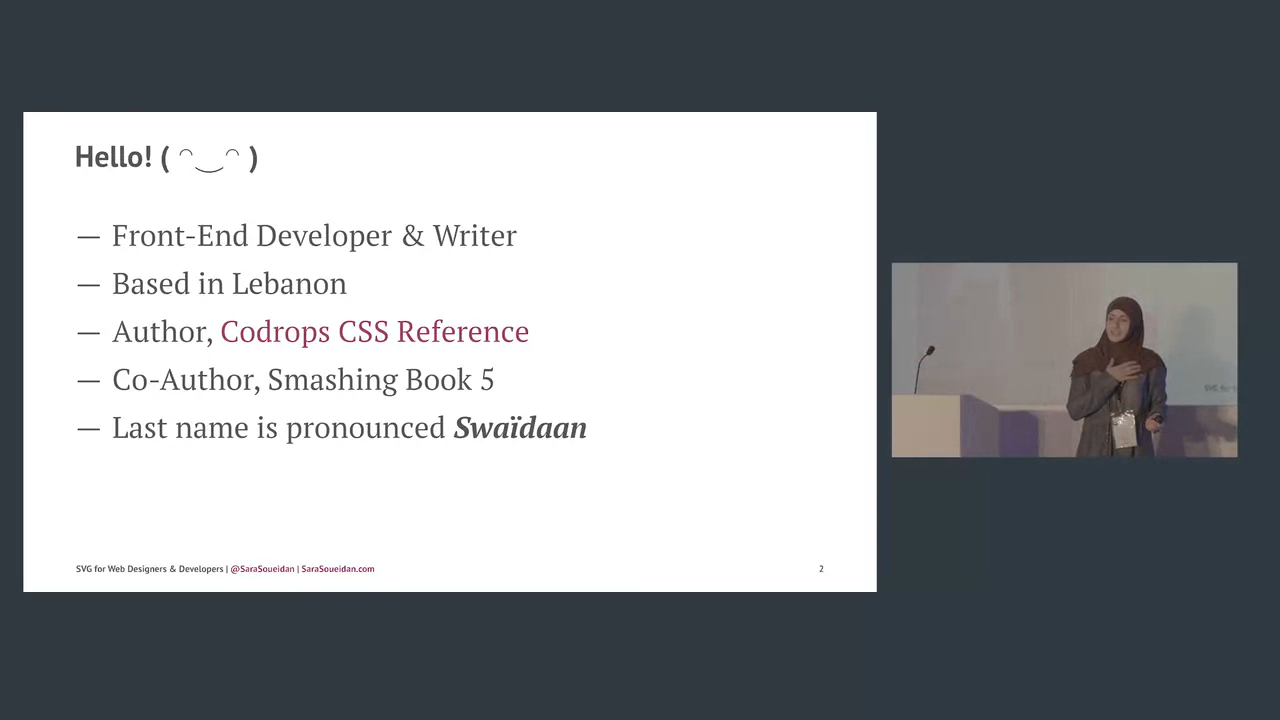 Hello! ( ◠‿◠ )
— Front-End Developer & Writer
— Based in Lebanon
— Author, Codrops CSS Reference
— Co-Author, Smashing Book 5
— Last name is pronounced Swaïdaan
SVG for Web Designers & Developers | @SaraSoueidan | SaraSoueidan.com
2